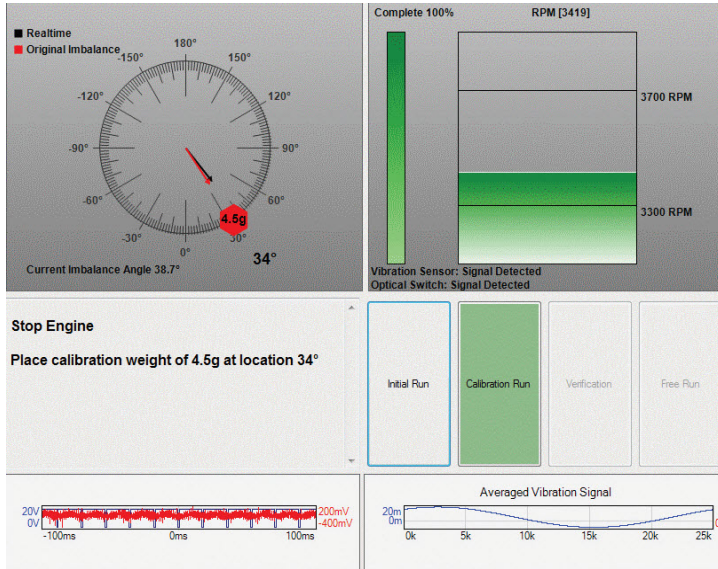 Realtime
Original Imbalance
180°
-150°
150°
-120°
120°
-90°
90°
-60°
60°
-30°
30°
0°
4.5g
34°
Current Imbalance Angle 38.7°
Complete 100%
RPM [3419]
3700 RPM
3300 RPM
Vibration Sensor: Signal Detected
Optical Switch: Signal Detected
Stop Engine
Place calibration weight of 4.5g at location 34°
Initial Run
Calibration Run
Verification
Free Run
20V
0V
200mV
-400mV
-100ms
0ms
100ms
Averaged Vibration Signal
20m
0m
0k
5k
10k
15k
20k
25k